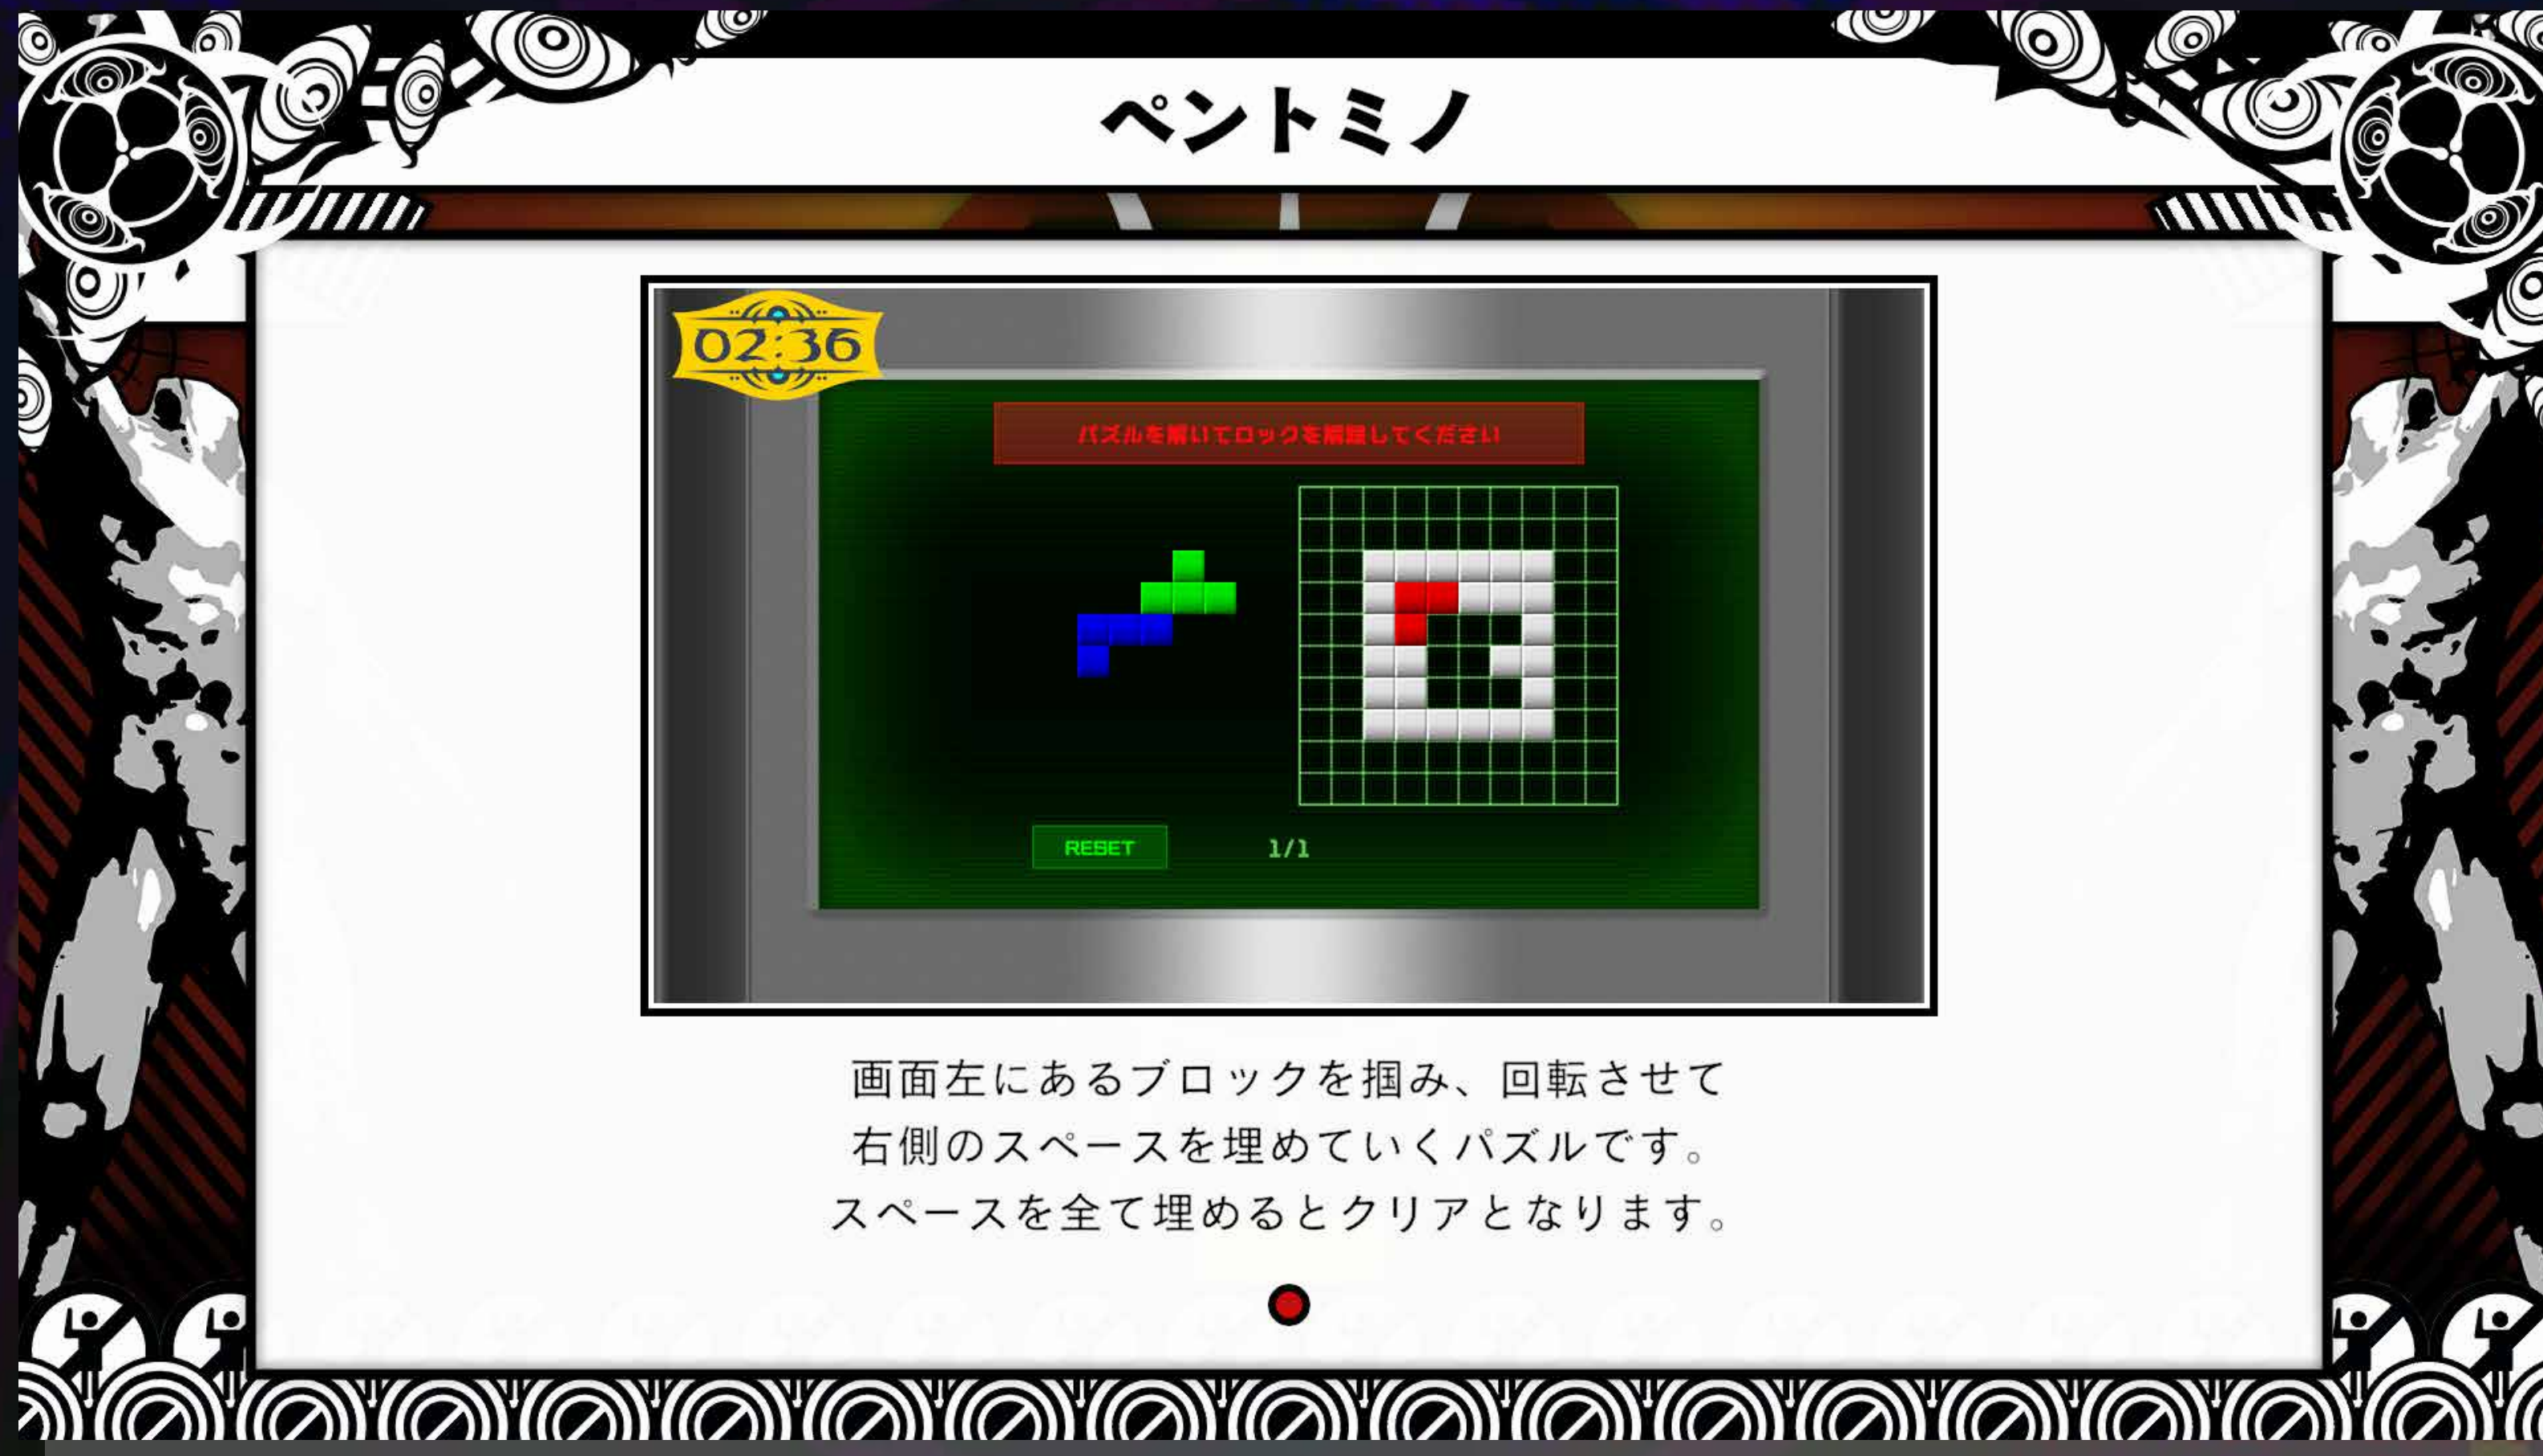 ペントミノ
02:36
パズルを解いてロックを解除してください
RESET
1/1
画面左にあるブロックを掴み、回転させて
右側のスペースを埋めていくパズルです。
スペースを全て埋めるとクリアとなります。